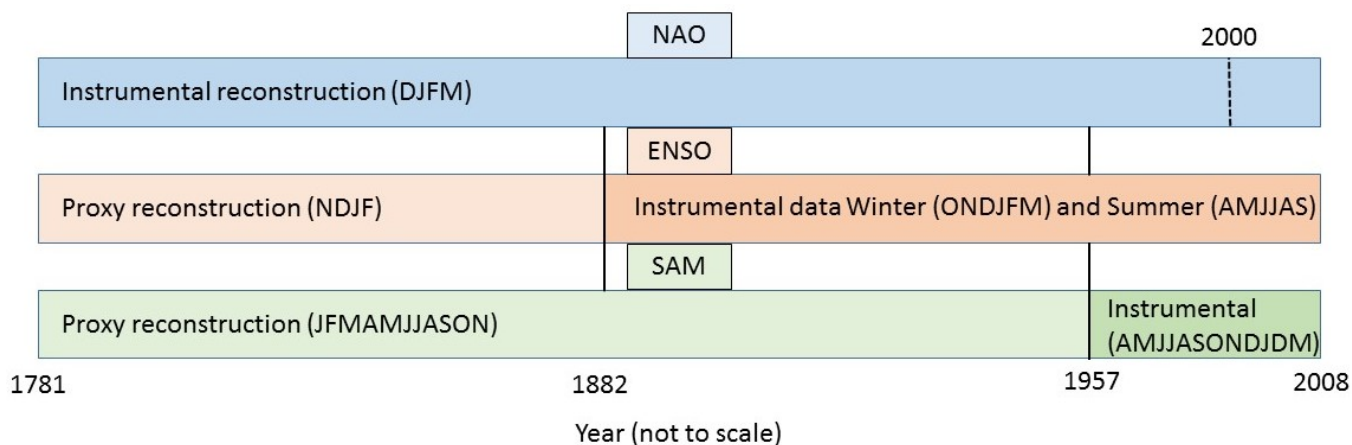 NAO
2000
Instrumental reconstruction (DJFM)
ENSO
Proxy reconstruction (NDJF)
Instrumental data Winter (ONDJFM) and Summer (AMJJAS)
SAM
Proxy reconstruction (JFMAMJJASON)
Instrumental
(AMJJASONDJDM)
1781
1882
1957
2008
Year (not to scale)